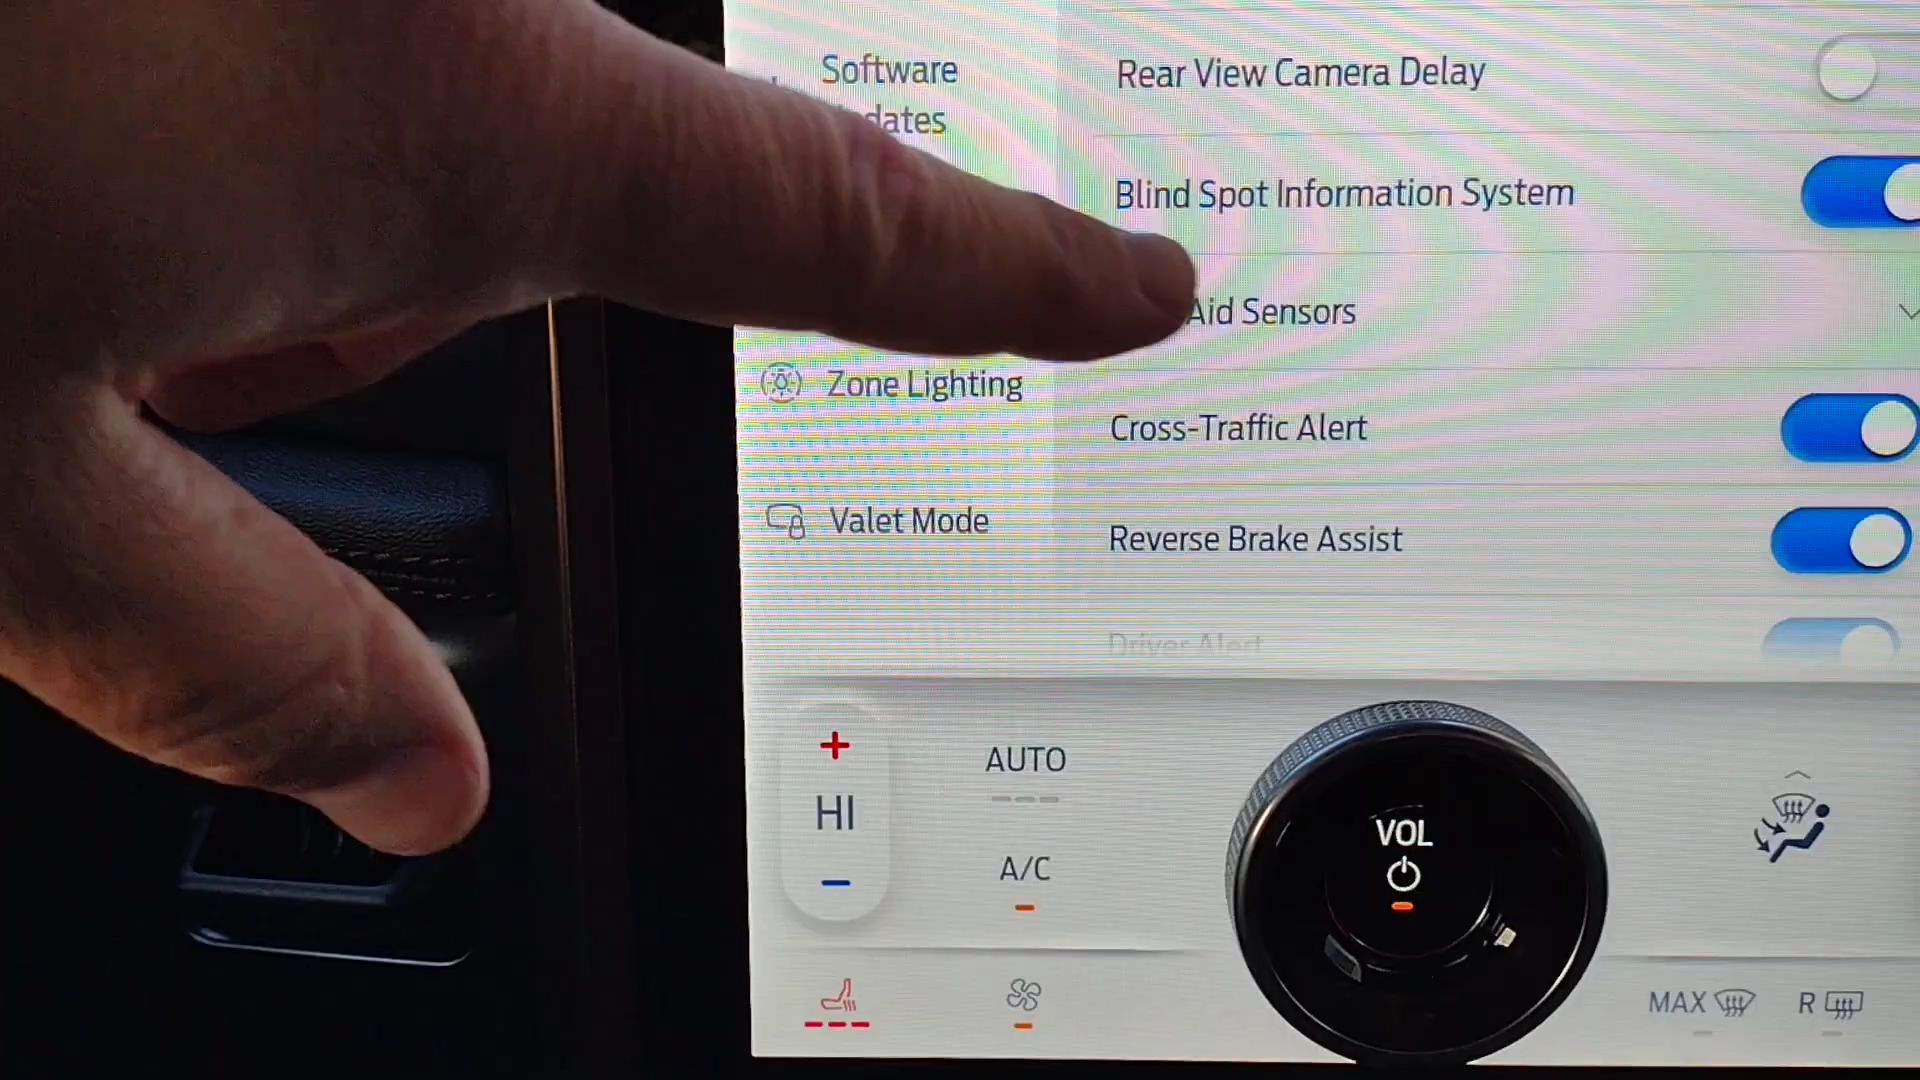 Software
dates
Zone Lighting
Valet Mode
Rear View Camera Delay
Blind Spot Information System
Aid Sensors
Cross-Traffic Alert
Reverse Brake Assist
Driver Alert
+
HI
−
AUTO
A/C
VOL
MAX
R